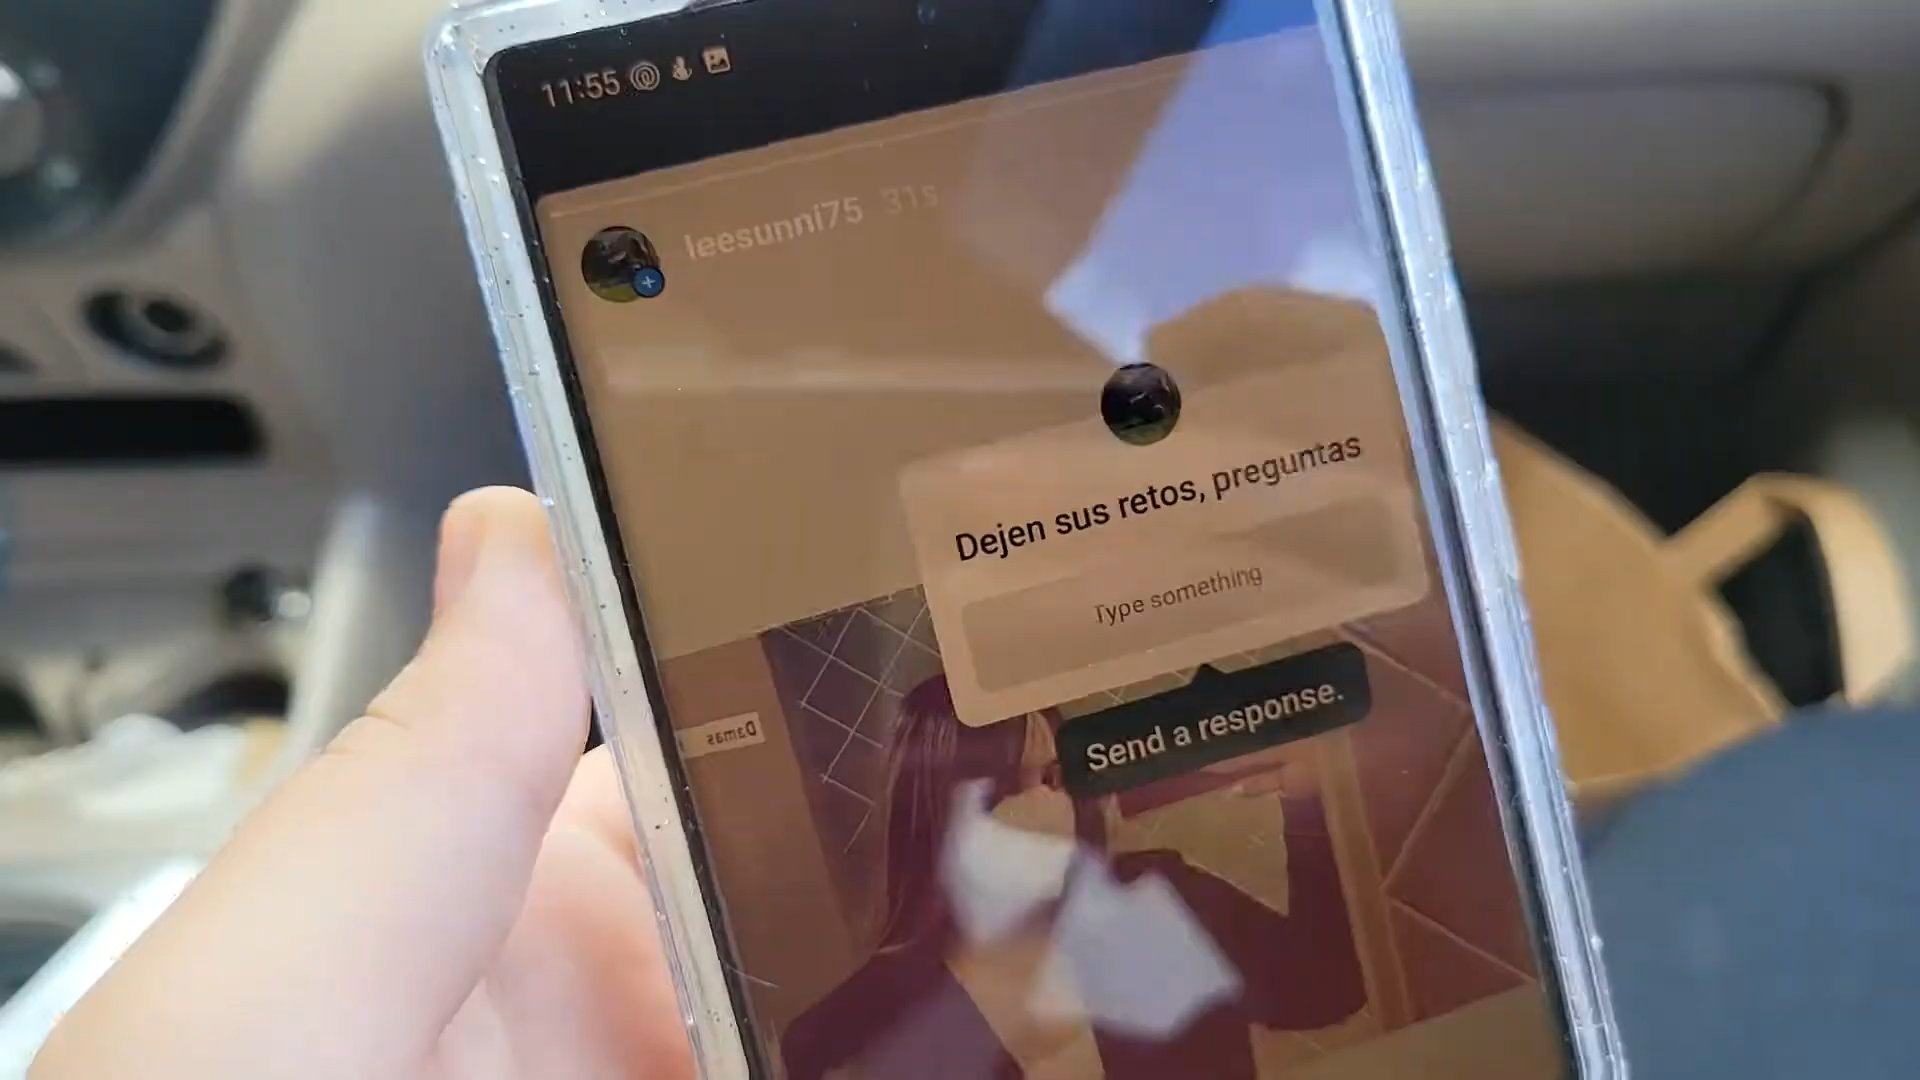 11:55
leesunni75 31s
Dejen sus retos, preguntas
Type something
Send a response.
Damas